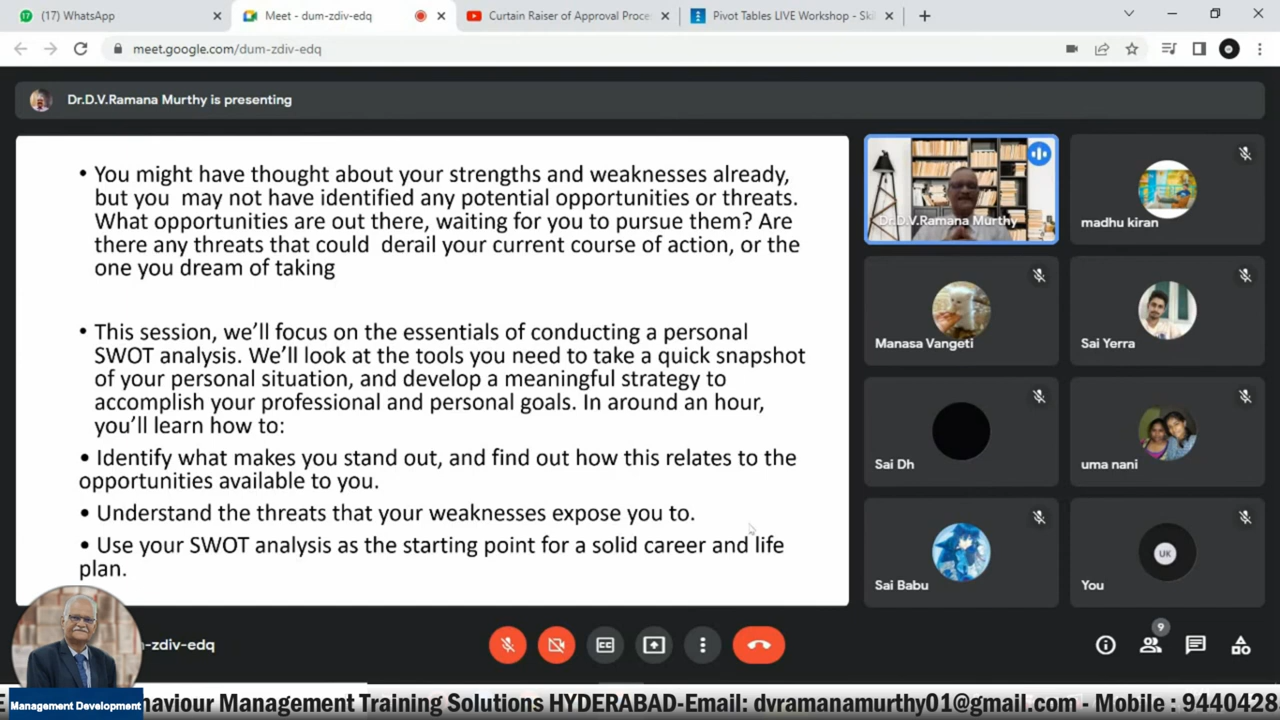 (17) WhatsApp
Meet - dum-zdiv-edq
Curtain Raiser of Approval Proce
Pivot Tables LIVE Workshop - Ski
meet.google.com/dum-zdiv-edq
Dr.D.V.Ramana Murthy is presenting
• You might have thought about your strengths and weaknesses already,
but you may not have identified any potential opportunities or threats.
What opportunities are out there, waiting for you to pursue them? Are
there any threats that could derail your current course of action, or the
one you dream of taking
• This session, we’ll focus on the essentials of conducting a personal
SWOT analysis. We’ll look at the tools you need to take a quick snapshot
of your personal situation, and develop a meaningful strategy to
accomplish your professional and personal goals. In around an hour,
you’ll learn how to:
• Identify what makes you stand out, and find out how this relates to the
opportunities available to you.
• Understand the threats that your weaknesses expose you to.
• Use your SWOT analysis as the starting point for a solid career and life
plan.
Dr.D.V.Ramana Murthy
madhu kiran
Manasa Vangeti
Sai Yerra
Sai Dh
uma nani
Sai Babu
UK
You
m-zdiv-edq
9
Management Development
E
haviour Management Training Solutions HYDERABAD-Email: dvramanamurthy01@gmail.com - Mobile : 9440428